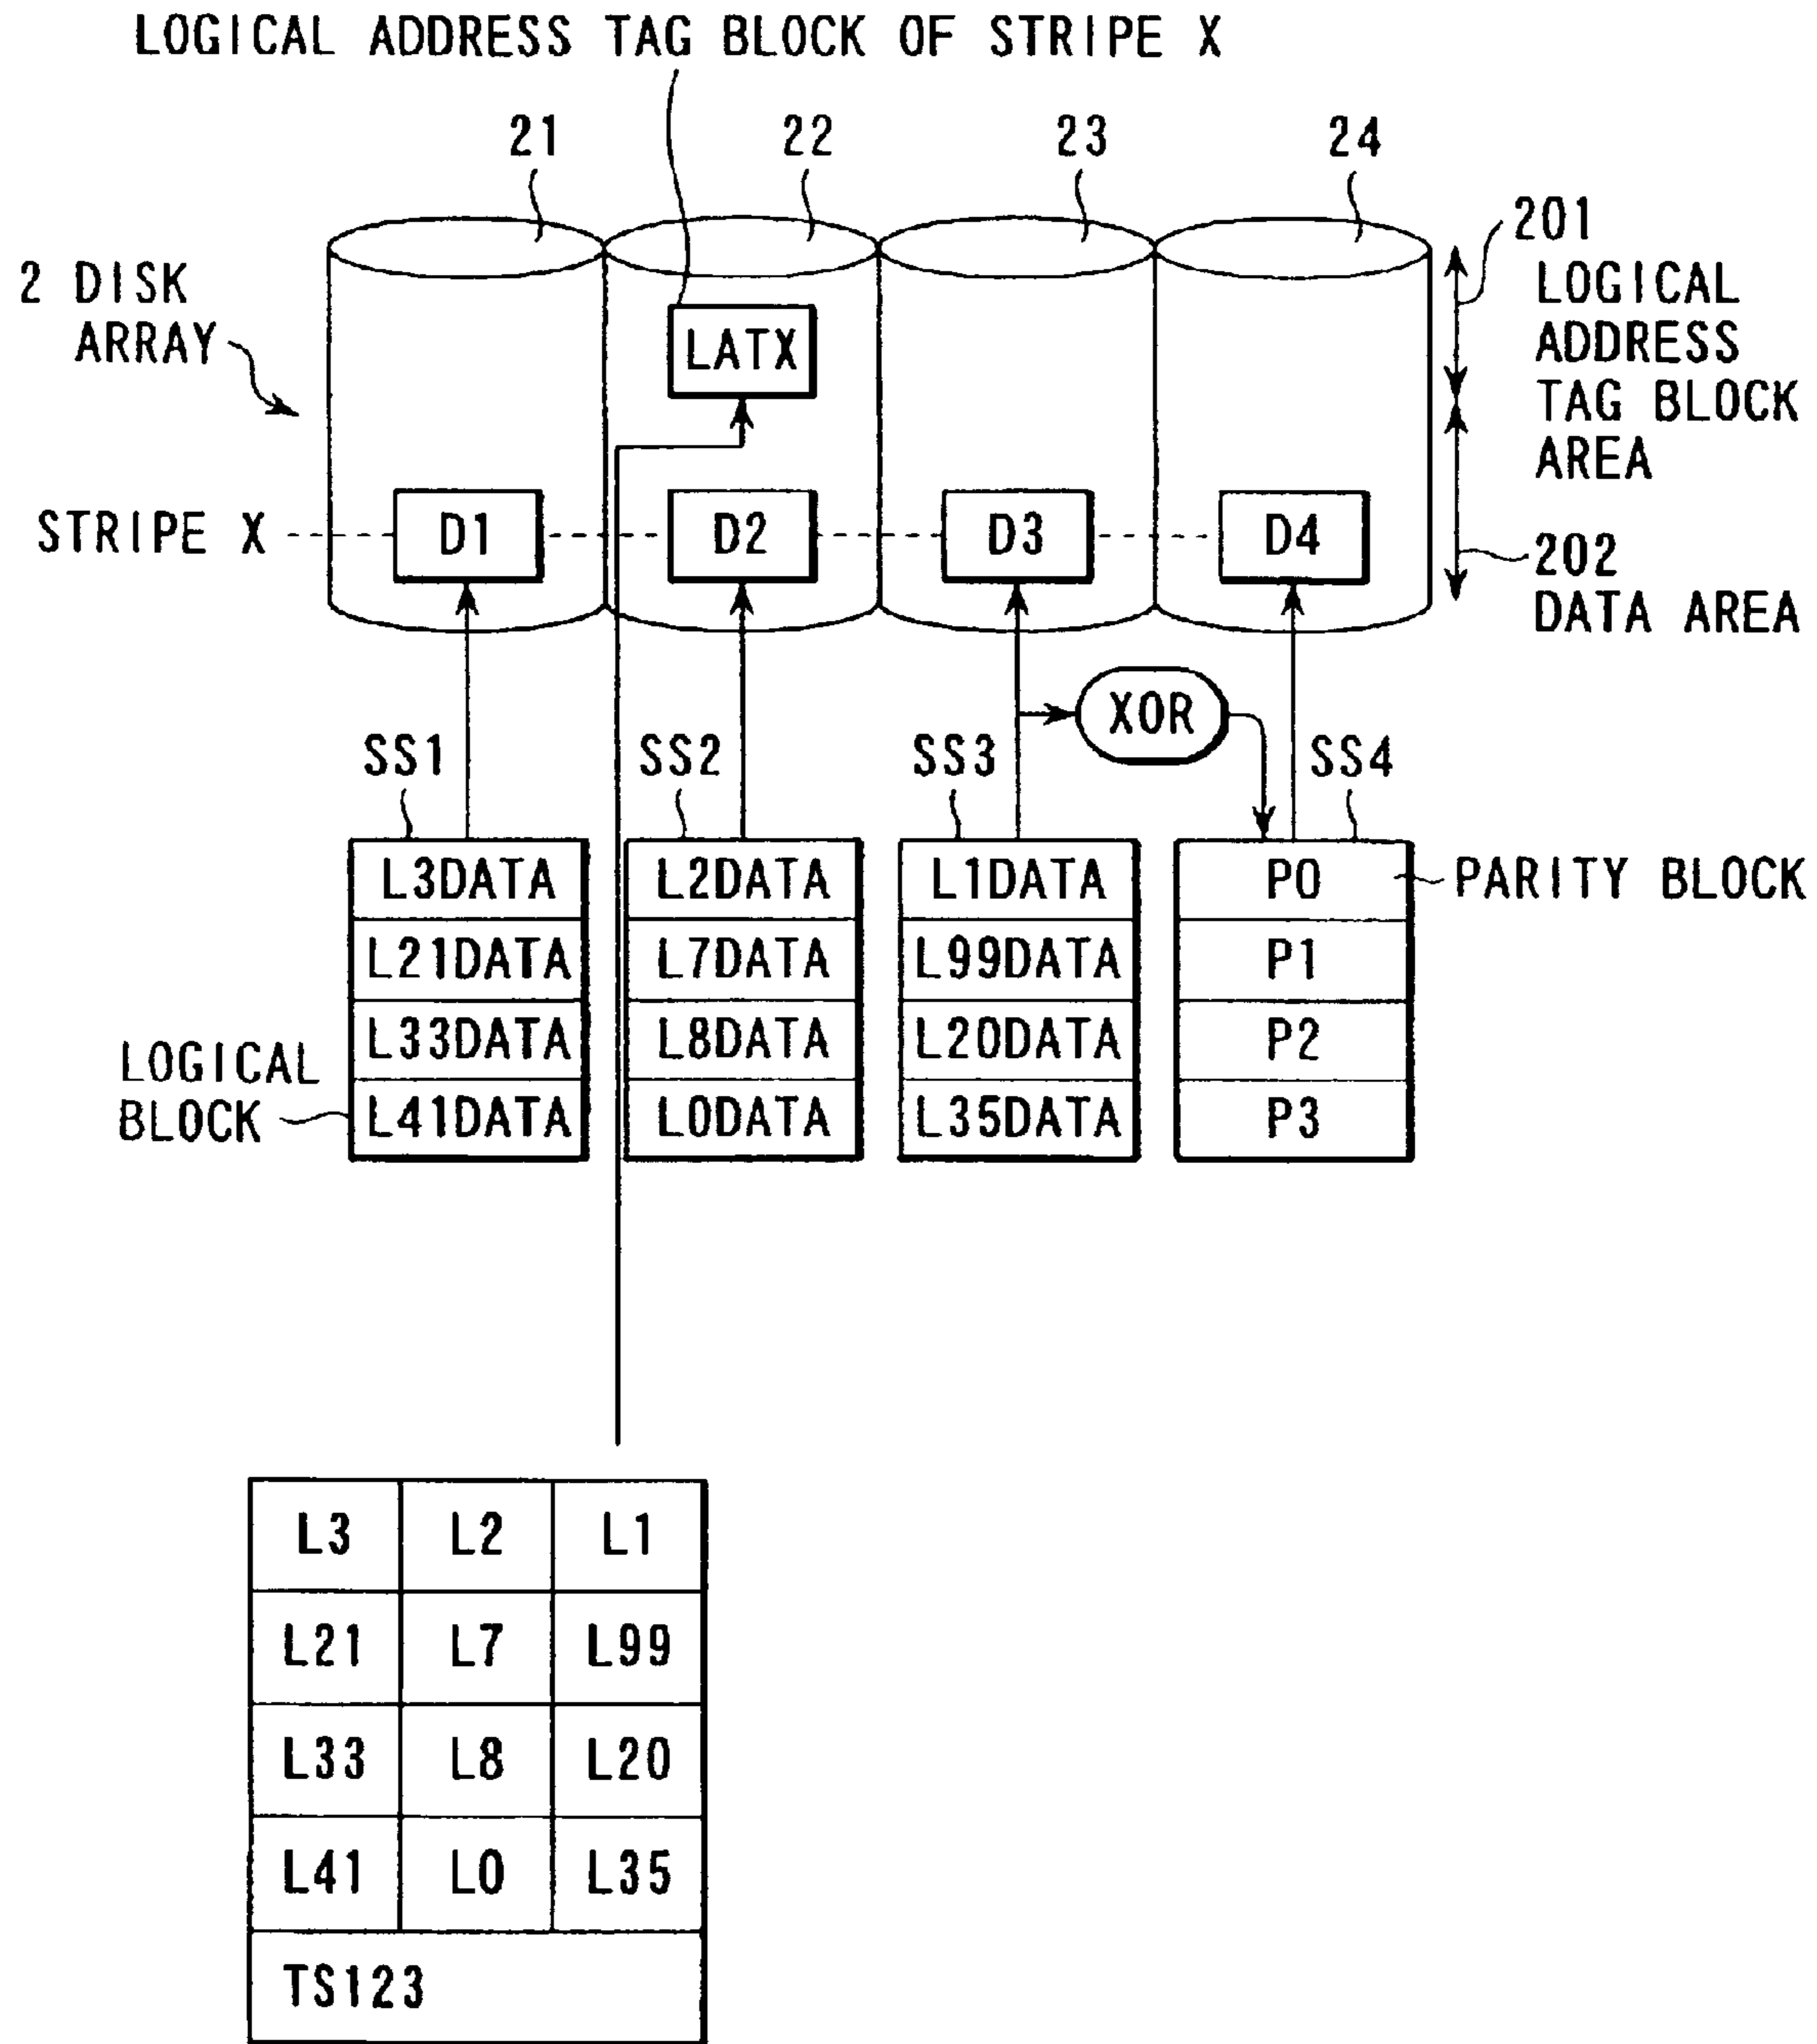 LOGICAL ADDRESS TAG BLOCK OF STRIPE X
21
22
23
24
201
LOGICAL
ADDRESS
TAG BLOCK
AREA
2 DISK
ARRAY
LATX
STRIPE X
D1
D2
D3
D4
202
DATA AREA
XOR
SS1
SS2
SS3
SS4
L3DATA
L2DATA
L1DATA
P0
PARITY BLOCK
L21DATA
L7DATA
L99DATA
P1
L33DATA
L8DATA
L20DATA
P2
LOGICAL
BLOCK
L41DATA
L0DATA
L35DATA
P3
L3
L2
L1
L21
L7
L99
L33
L8
L20
L41
L0
L35
TS123